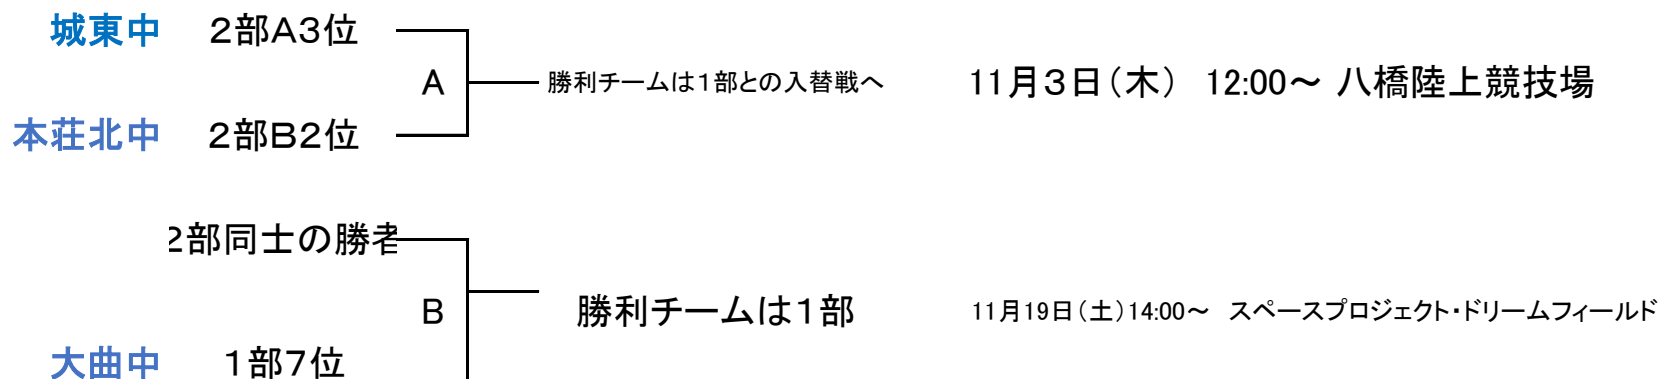 城東中 2部A3位
A 勝利チームは1部との入替戦へ 11月3日（木） 12:00～ 八橋陸上競技場
本荘北中 2部B2位
2部同士の勝者
B 勝利チームは1部 11月19日（土）14:00～ スペースプロジェクト・ドリームフィールド
大曲中 1部7位